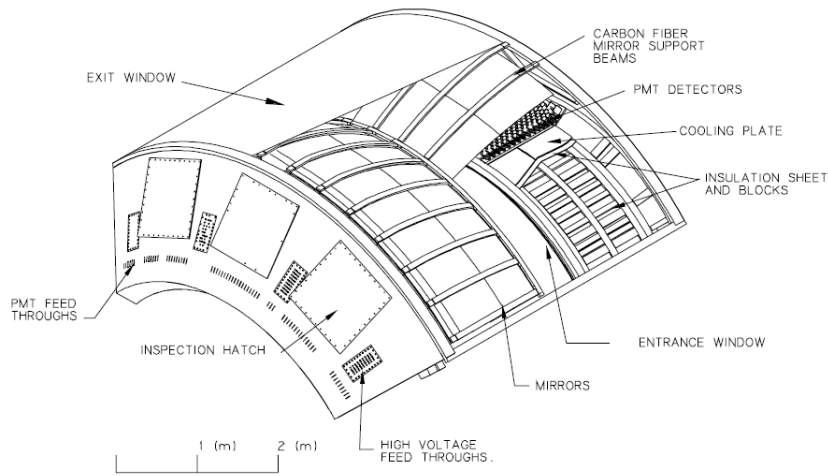 CARBON FIBER
MIRROR SUPPORT
BEAMS
EXIT WINDOW
PMT DETECTORS
COOLING PLATE
INSULATION SHEET
AND BLOCKS
PMT FEED
THROUGHS
INSPECTION HATCH
ENTRANCE WINDOW
MIRRORS
1 (m) 2 (m)
HIGH VOLTAGE
FEED THROUGHS.